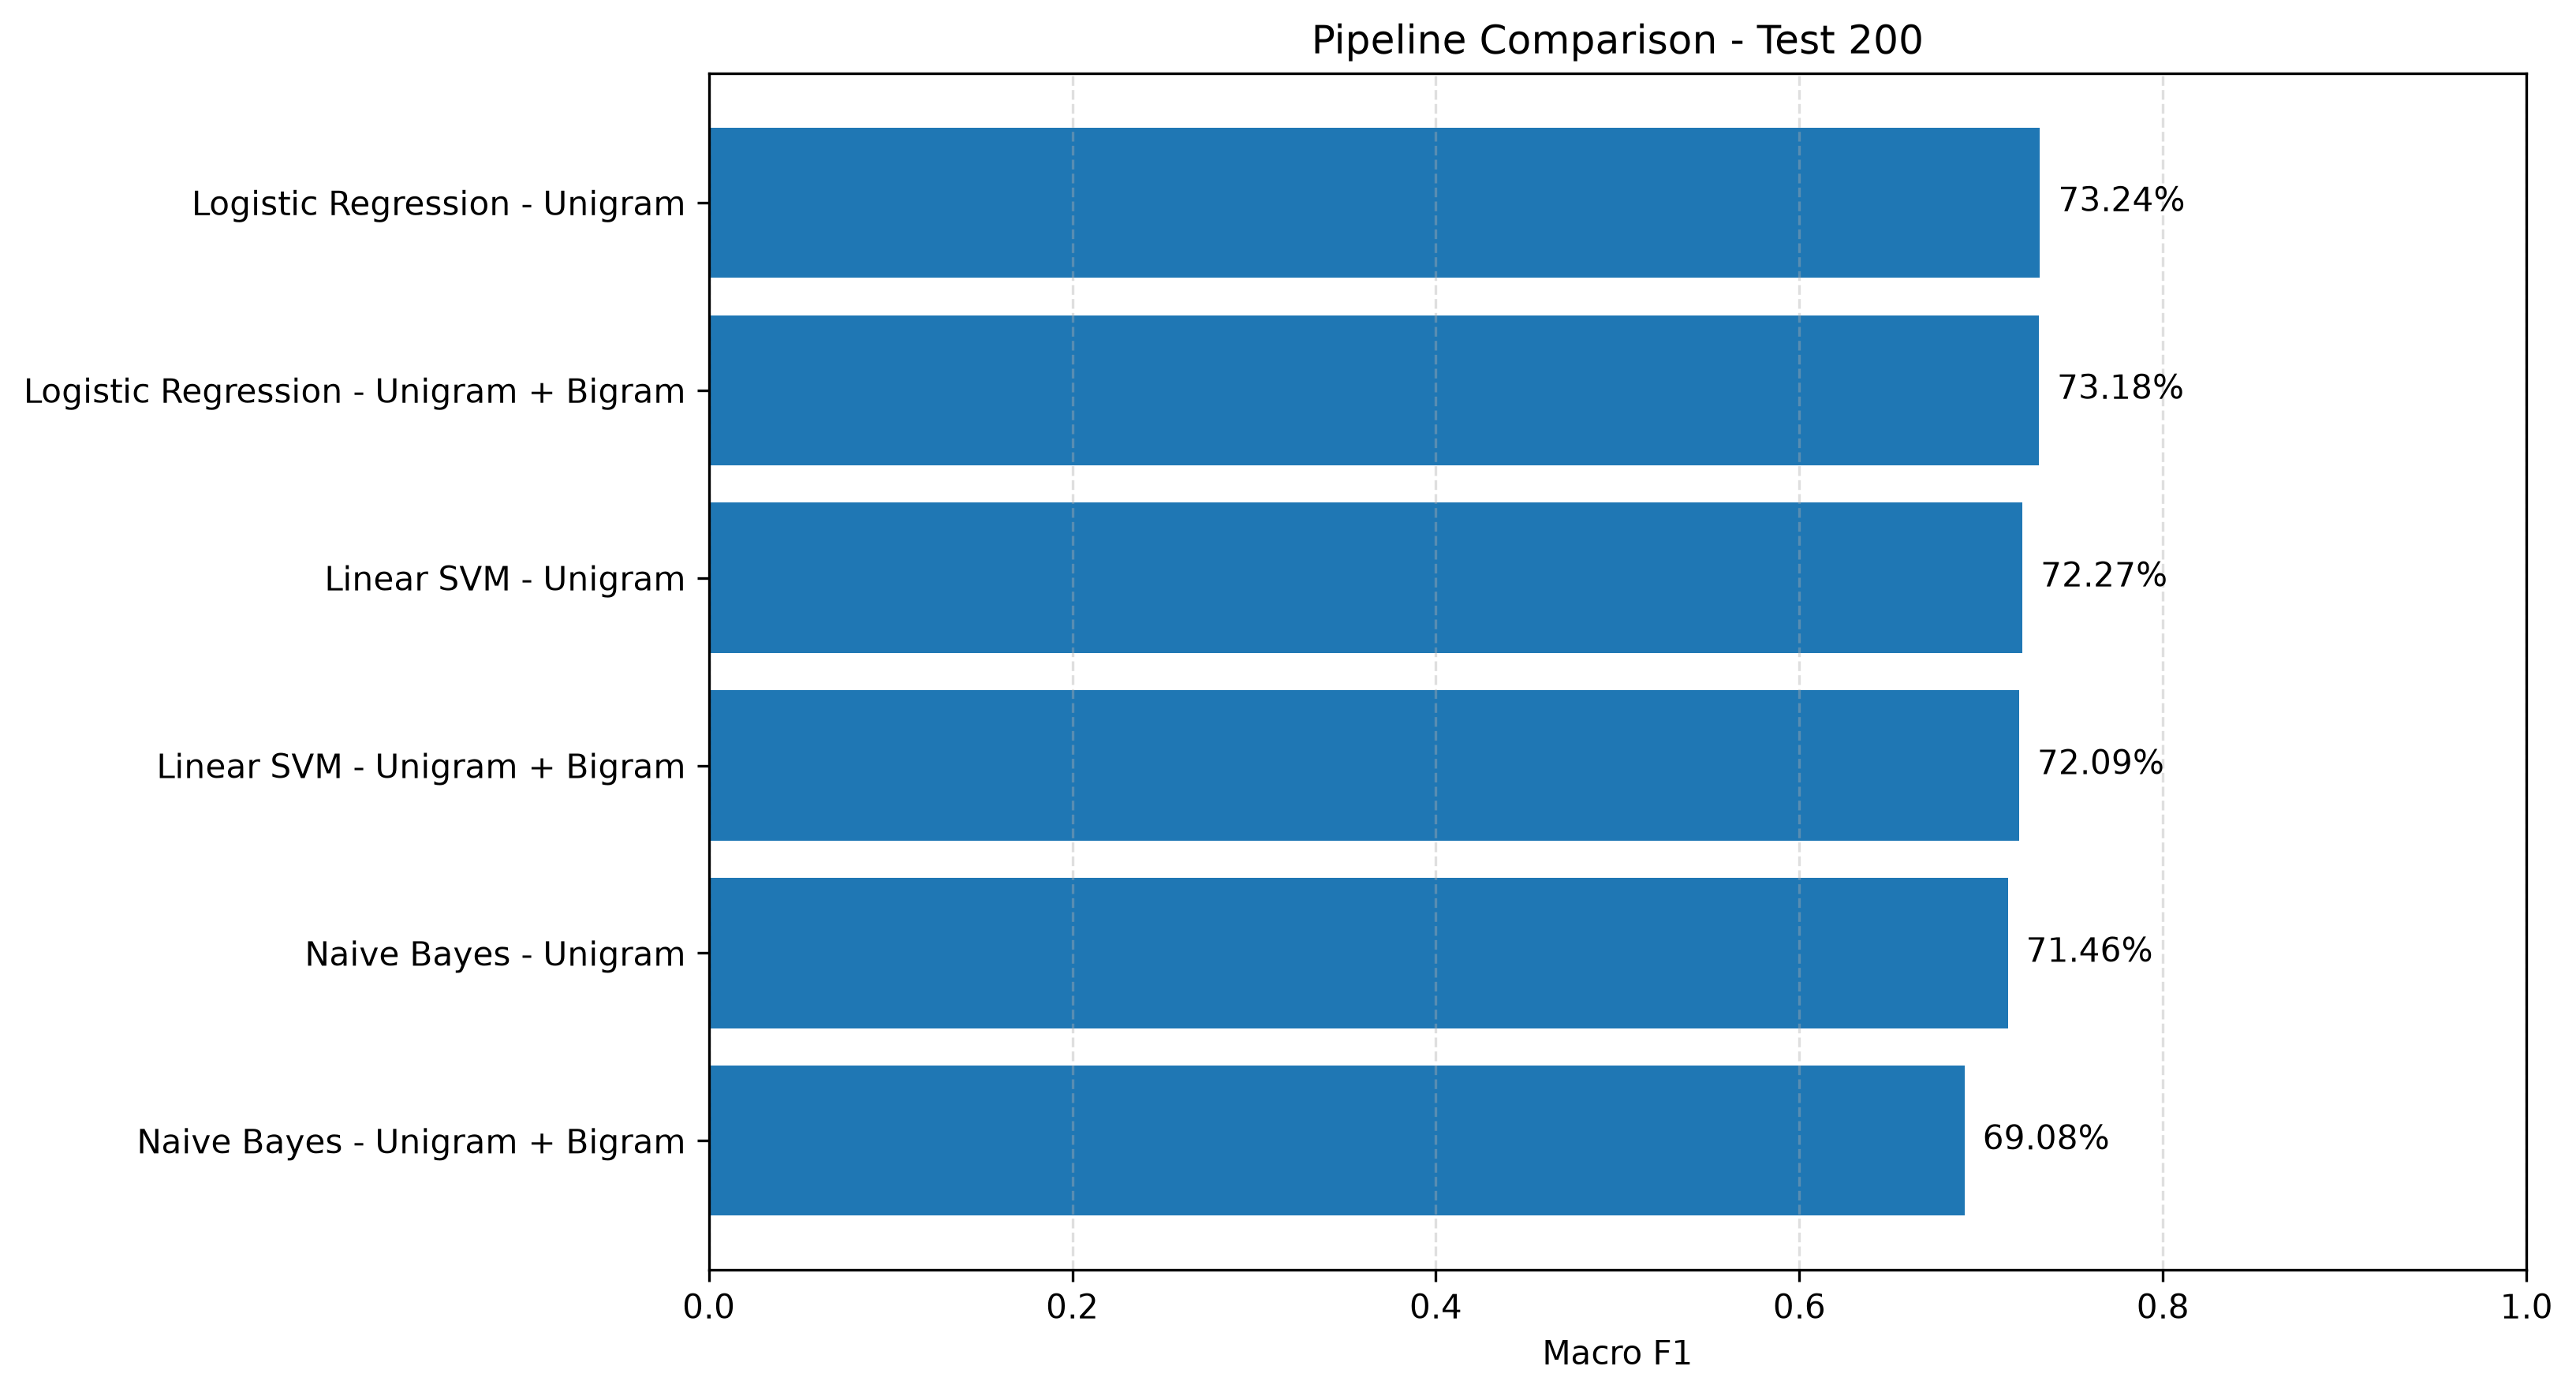 Pipeline Comparison - Test 200
Logistic Regression - Unigram
73.24%
Logistic Regression - Unigram + Bigram
73.18%
Linear SVM - Unigram
72.27%
Linear SVM - Unigram + Bigram
72.09%
Naive Bayes - Unigram
71.46%
Naive Bayes - Unigram + Bigram
69.08%
0.0
0.2
0.4
0.6
0.8
1.0
Macro F1